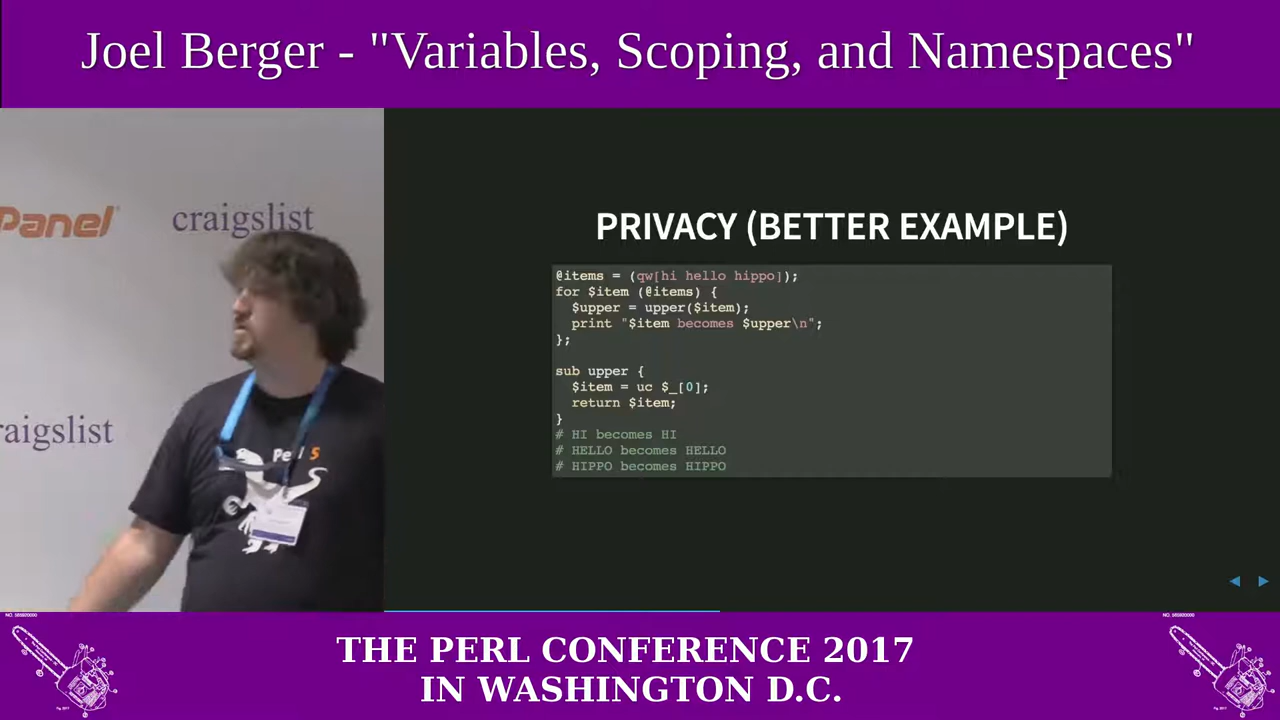 Joel Berger - "Variables, Scoping, and Namespaces"
Panel
craigslist
raigslist
Perl 5
PRIVACY (BETTER EXAMPLE)
@items = (qw[hi hello hippo]);
for $item (@items) {
  $upper = upper($item);
  print "$item becomes $upper\n";
};
sub upper {
  $item = uc $_[0];
  return $item;
}
# HI becomes HI
# HELLO becomes HELLO
# HIPPO becomes HIPPO
THE PERL CONFERENCE 2017
IN WASHINGTON D.C.